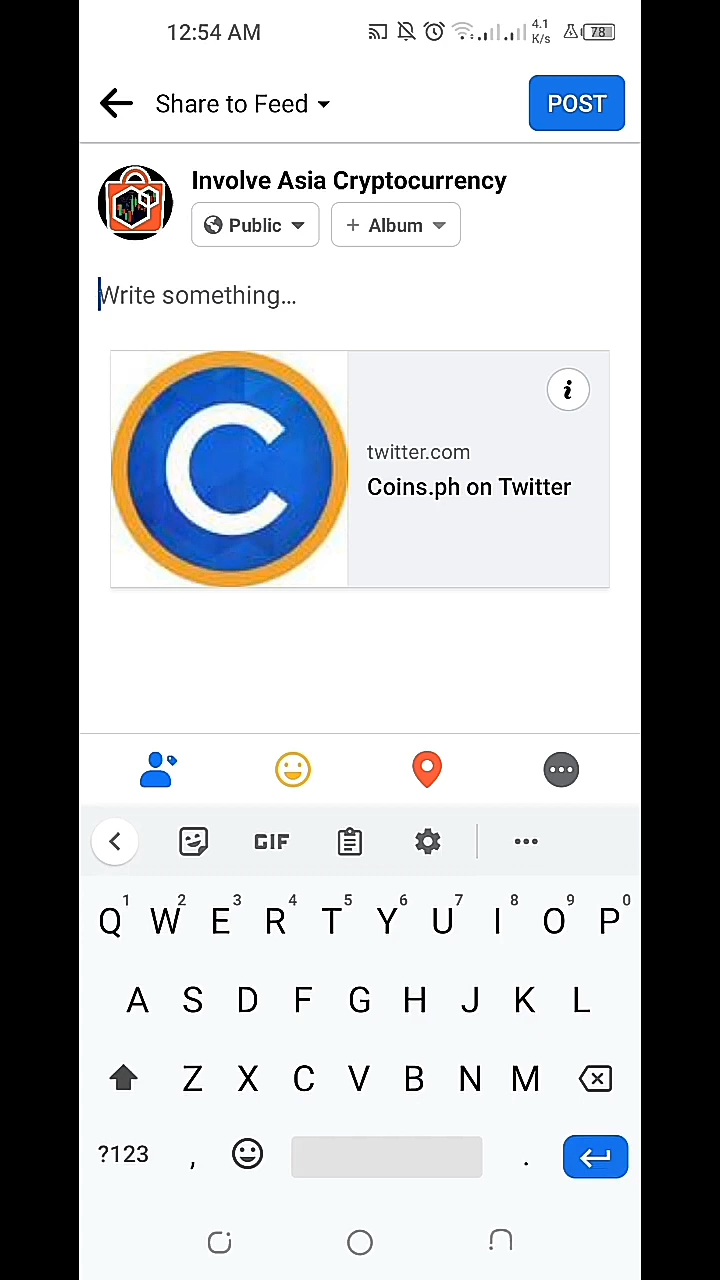 12:54 AM 4.1 K/s 78
Share to Feed POST
Involve Asia Cryptocurrency
Public + Album
Write something...
C
i
twitter.com
Coins.ph on Twitter
GIF
1 2 3 4 5 6 7 8 9 0
Q W E R T Y U I O P
A S D F G H J K L
Z X C V B N M
?123 , .